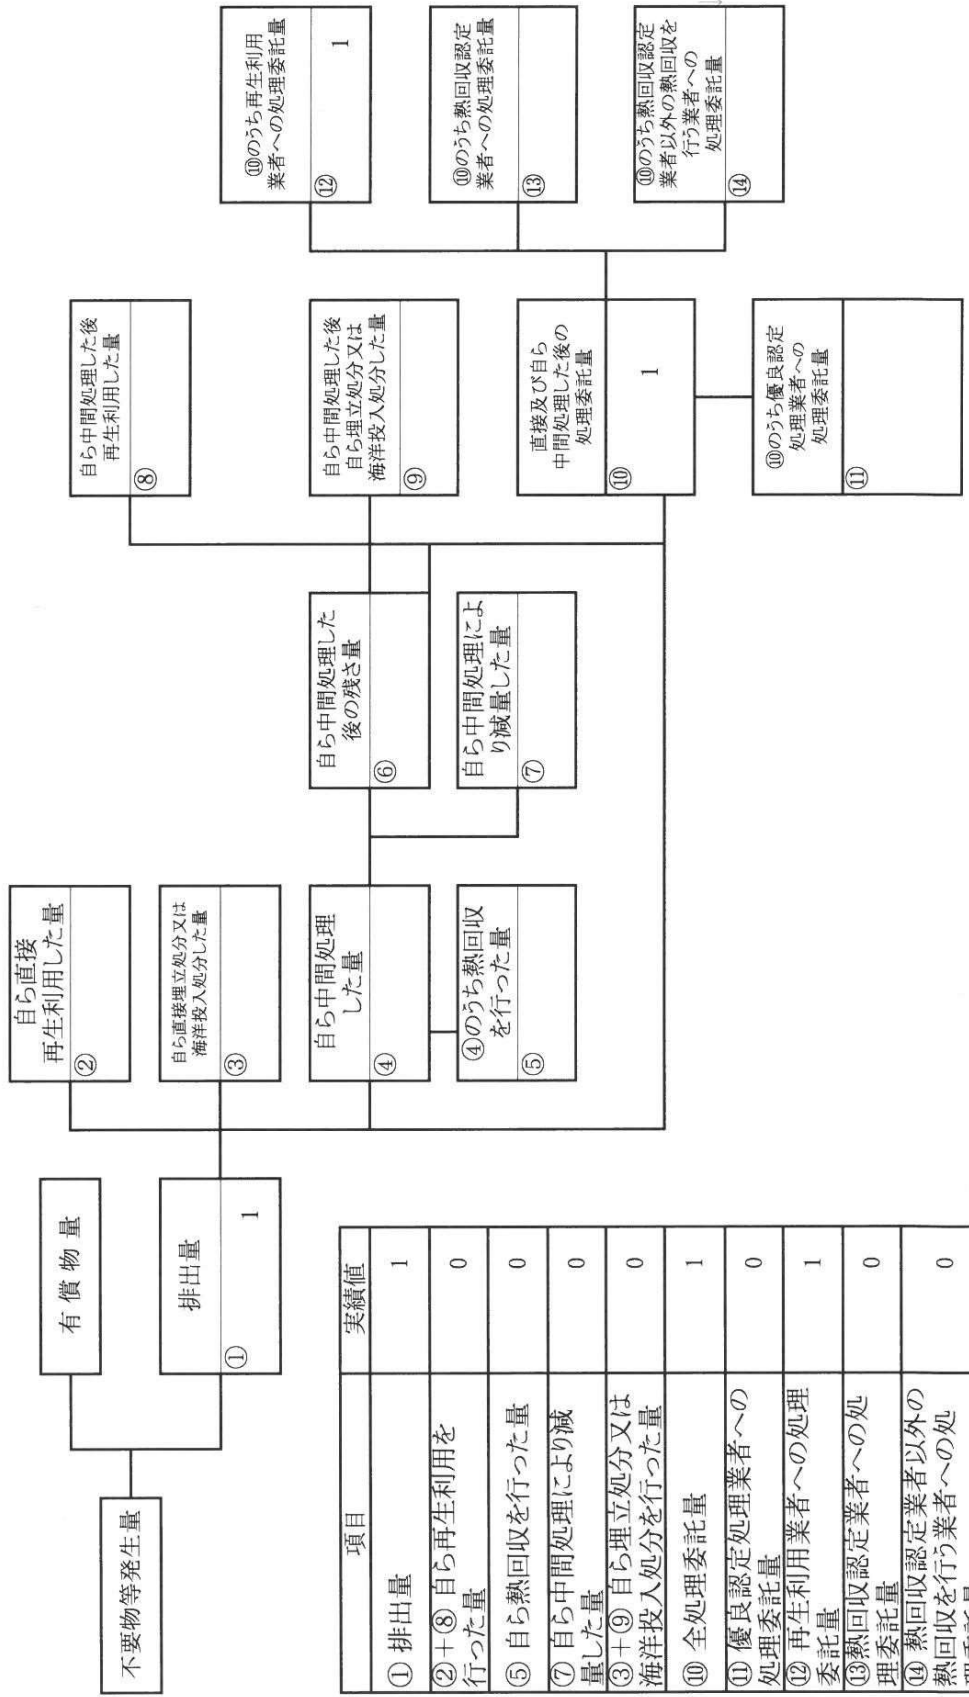 不要物等発生量
有償物量
排出量
①
1
自ら直接
再生利用した量
②
自ら直接埋立処分又は
海洋投入処分した量
③
自ら中間処理
した量
④
④のうち熱回収
を行った量
⑤
自ら中間処理した
後の残さ量
⑥
自ら中間処理によ
り減量した量
⑦
自ら中間処理した後
再生利用した量
⑧
自ら中間処理した後
自ら埋立処分又は
海洋投入処分した量
⑨
直接及び自ら
中間処理した後の
処理委託量
⑩
1
⑩のうち優良認定
処理業者への
処理委託量
⑪
⑩のうち再生利用
業者への処理委託量
⑫
1
⑩のうち熱回収認定
業者への処理委託量
⑬
⑩のうち熱回収認定
業者以外の熱回収を
行う業者への
処理委託量
⑭
項目 実績値
①排出量 1
②+⑧ 自ら再生利用を
行った量 0
⑤ 自ら熱回収を行った量 0
⑦ 自ら中間処理により減
量した量 0
③+⑨ 自ら埋立処分又は
海洋投入処分を行った量 0
⑩ 全処理委託量 1
⑪ 優良認定処理業者への
処理委託量 0
⑫ 再生利用業者への処理
委託量 1
⑬熱回収認定業者への処
理委託量 0
⑭ 熱回収認定業者以外の
熱回収を行う業者への処
理委託量 0